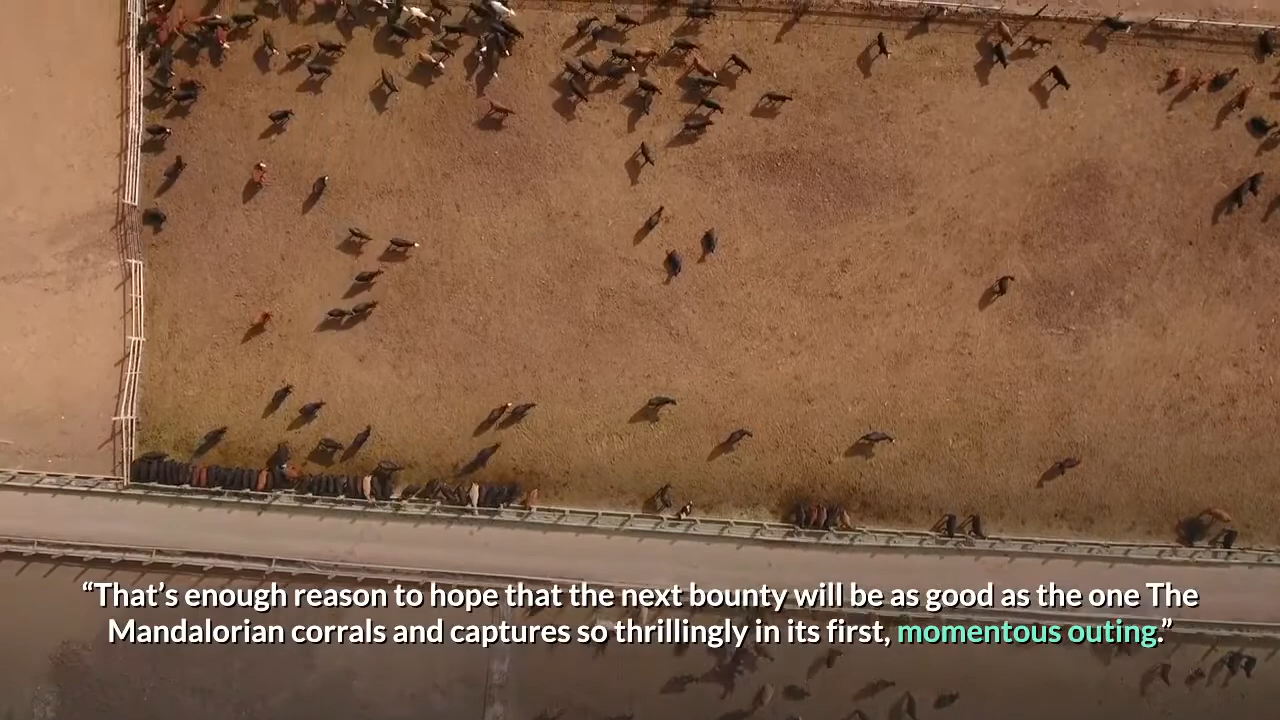 “That’s enough reason to hope that the next bounty will be as good as the one The
Mandalorian corrals and captures so thrillingly in its first, momentous outing.”